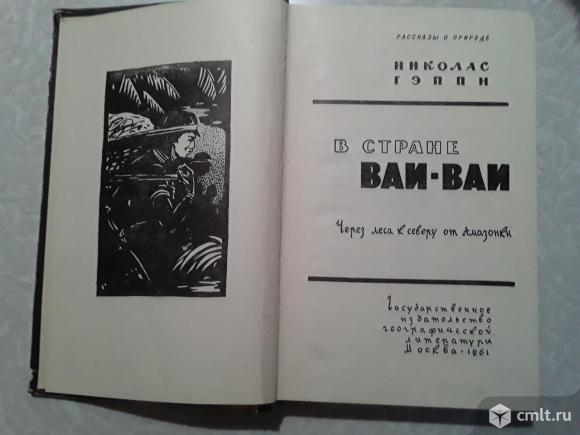 РАССКАЗЫ О ПРИРОДЕ
НИКОЛАС
ГЭППИ
В СТРАНЕ
ВАИ-ВАИ
Через леса к северу от Амазонки
Государственное
издательство
географической
литературы
Москва · 1961
cmlt.ru